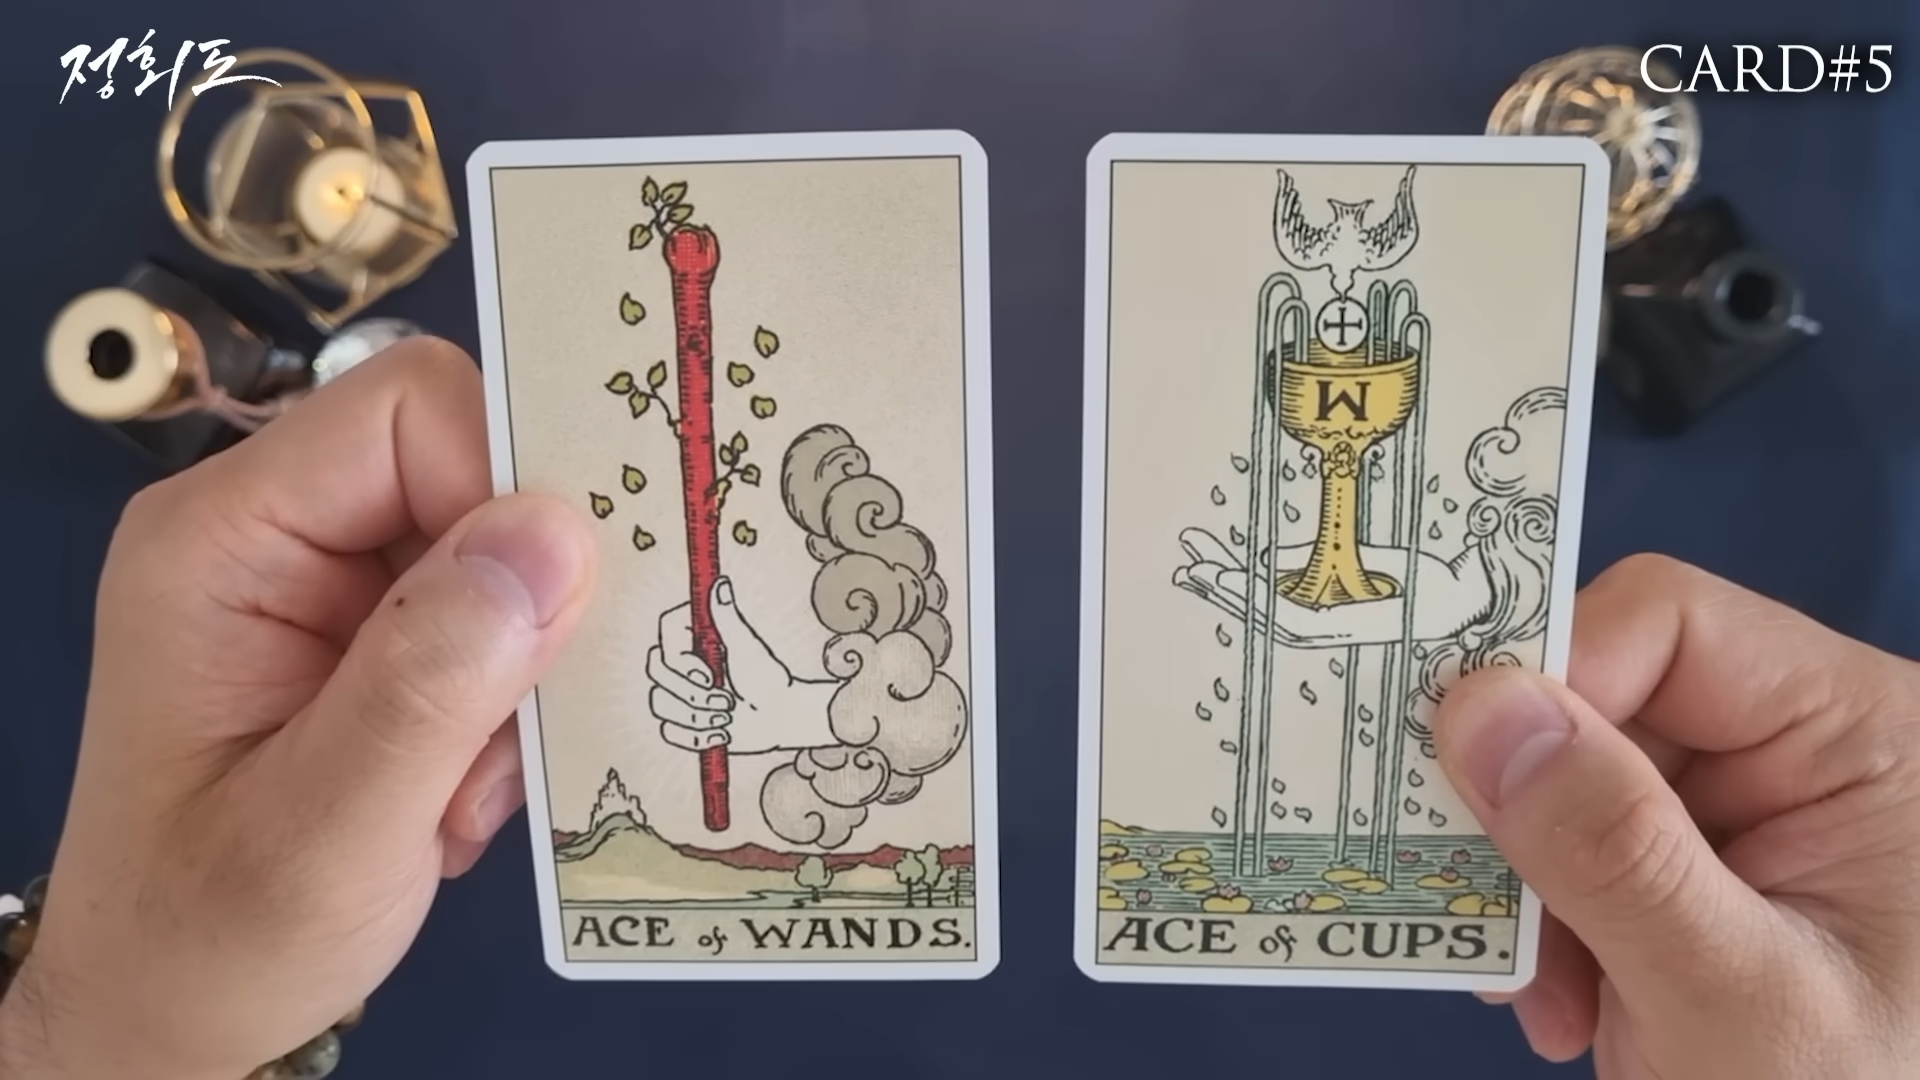 정회도
CARD#5
W
ACE of WANDS.
ACE of CUPS.